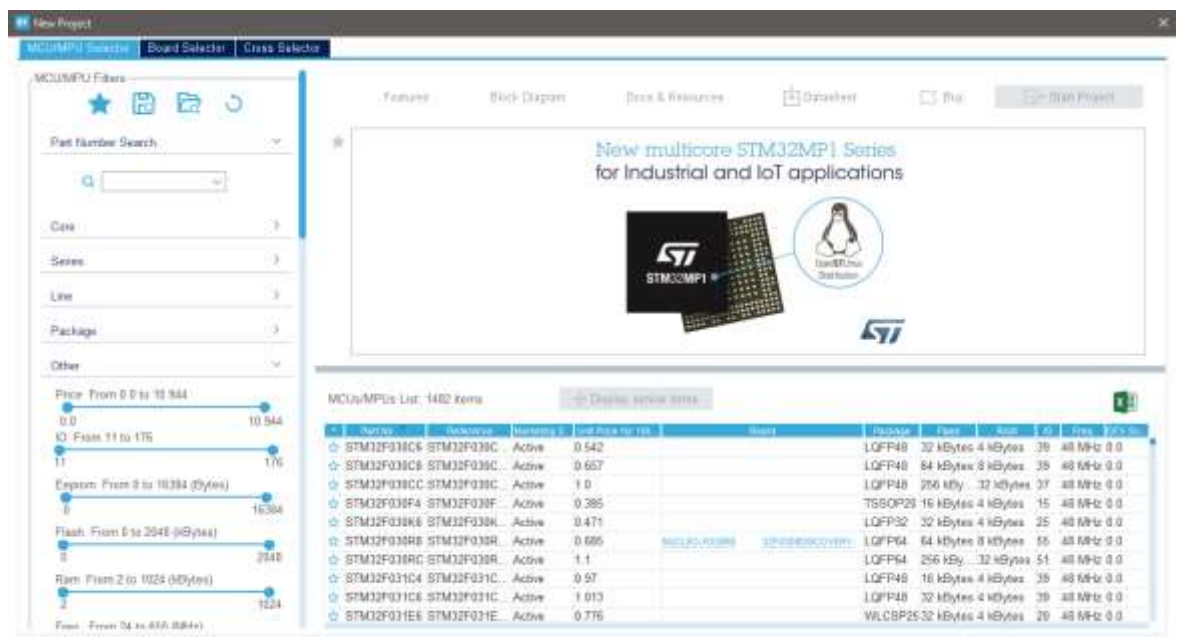 New Project
MCU/MPU Selector Board Selector Cross Selector
MCU/MPU Filters
Part Number Search
Core
Series
Line
Package
Other
Price From 0.0 to 10.944
0.0 10.944
IO From 11 to 176
11 176
Eeprom From 0 to 16384 (Bytes)
0 16384
Flash From 0 to 2048 (kBytes)
0 2048
Ram From 2 to 1024 (kBytes)
2 1024
Features Block Diagram Docs & Resources Datasheet Buy Start Project
New multicore STM32MP1 Series
for Industrial and IoT applications
STM32MP1
Distribution
MCUs/MPUs List: 1482 items
Display similar items
Part No Reference Unit Price for 10k Board Package Flash RAM IO Freq
STM32F030C6 STM32F030C... Active 0.542 LQFP48 32 kBytes 4 kBytes 39 48 MHz 0.0
STM32F030C8 STM32F030C... Active 0.657 LQFP48 64 kBytes 8 kBytes 39 48 MHz 0.0
STM32F030CC STM32F030C... Active 1.0 LQFP48 256 kBy... 32 kBytes 37 48 MHz 0.0
STM32F030F4 STM32F030F... Active 0.385 TSSOP20 16 kBytes 4 kBytes 15 48 MHz 0.0
STM32F030K6 STM32F030K... Active 0.471 LQFP32 32 kBytes 4 kBytes 25 48 MHz 0.0
STM32F030R8 STM32F030R... Active 0.685 LQFP64 64 kBytes 8 kBytes 55 48 MHz 0.0
STM32F030RC STM32F030R... Active 1.1 LQFP64 256 kBy... 32 kBytes 51 48 MHz 0.0
STM32F031C4 STM32F031C... Active 0.97 LQFP48 16 kBytes 4 kBytes 39 48 MHz 0.0
STM32F031C6 STM32F031C... Active 1.013 LQFP48 32 kBytes 4 kBytes 39 48 MHz 0.0
STM32F031E6 STM32F031E... Active 0.776 WLCSP25 32 kBytes 4 kBytes 20 48 MHz 0.0